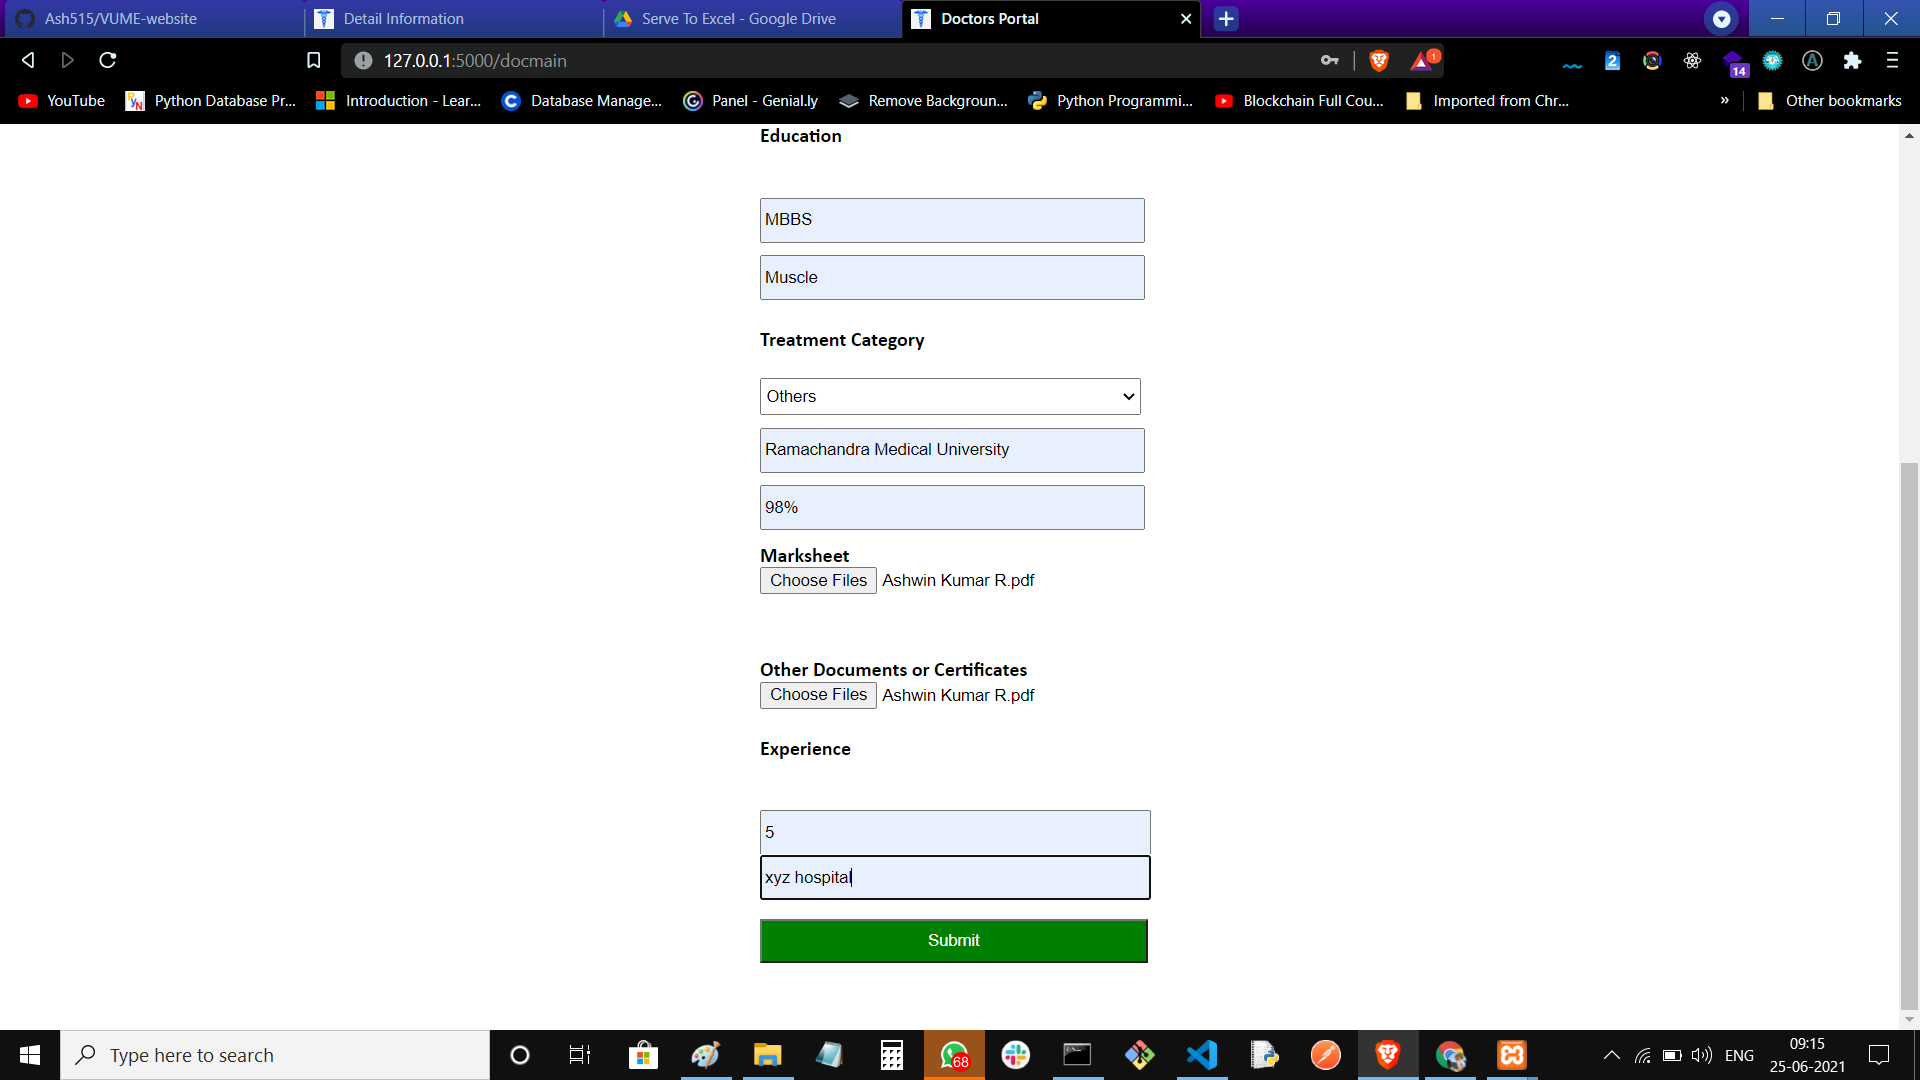 Ash515/VUME-website
Detail Information
Serve To Excel - Google Drive
Doctors Portal
127.0.0.1:5000/docmain
1
2
14
YouTube
Python Database Pr...
Introduction - Lear...
Database Manage...
Panel - Genial.ly
Remove Backgroun...
Python Programmi...
Blockchain Full Cou...
Imported from Chr...
»
Other bookmarks
Education
MBBS
Muscle
Treatment Category
Others
Ramachandra Medical University
98%
Marksheet
Choose Files Ashwin Kumar R.pdf
Other Documents or Certificates
Choose Files Ashwin Kumar R.pdf
Experience
5
xyz hospital
Submit
Type here to search
68
ENG
09:15
25-06-2021